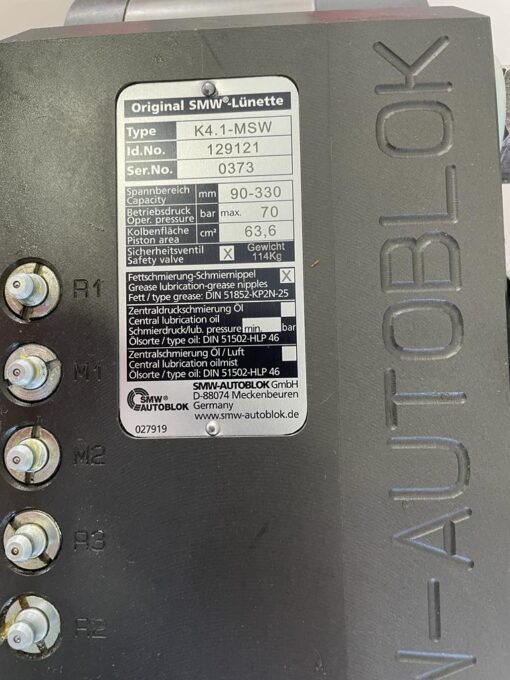 Original SMW®-Lünette
Type K4.1-MSW
Id.No. 129121
Ser.No. 0373
Spannbereich
Capacity mm 90-330
Betriebsdruck
Oper. pressure bar max. 70
Kolbenfläche
Piston area cm² 63,6
Sicherheitsventil
Safety valve X Gewicht
114Kg
Fettschmierung-Schmiernippel X
Grease lubrication-grease nipples
Fett / type grease: DIN 51852-KP2N-25
Zentraldruckschmierung Öl
Central lubrication oil
Schmierdruck/lub. pressure min. bar
Ölsorte / type oil: DIN 51502-HLP 46
Zentralschmierung Öl / Luft
Central lubrication oilmist
Ölsorte / type oil: DIN 51502-HLP 46
SMW®
AUTOBLOK
SMW-AUTOBLOK GmbH
D-88074 Meckenbeuren
Germany
www.smw-autoblok.de
027919
R1
M1
M2
R3
R2
-AUTOBLOK